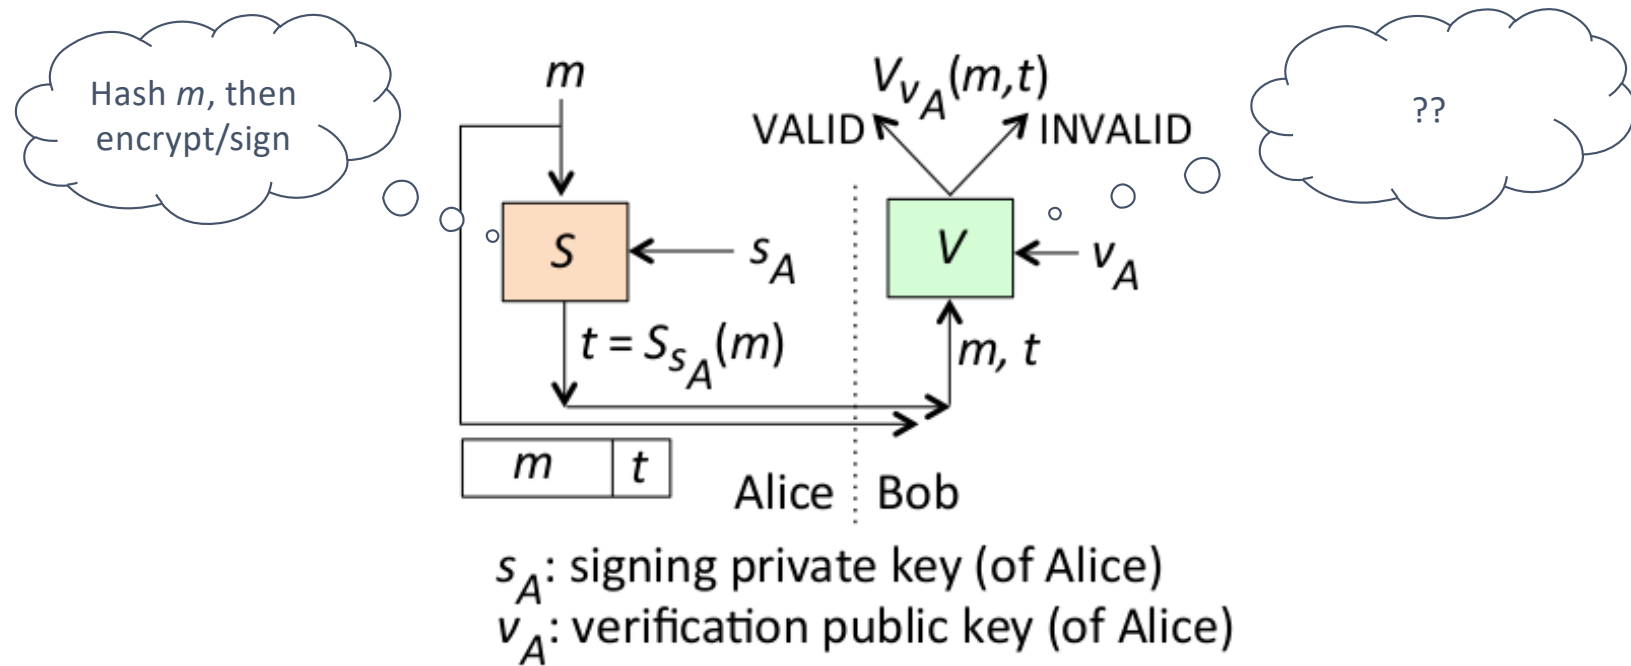 Hash m, then
encrypt/sign
m
V_{v_A}(m,t)
VALID
INVALID
??
S
s_A
V
v_A
t = S_{s_A}(m)
m, t
m
t
Alice
Bob
s_A: signing private key (of Alice)
v_A: verification public key (of Alice)